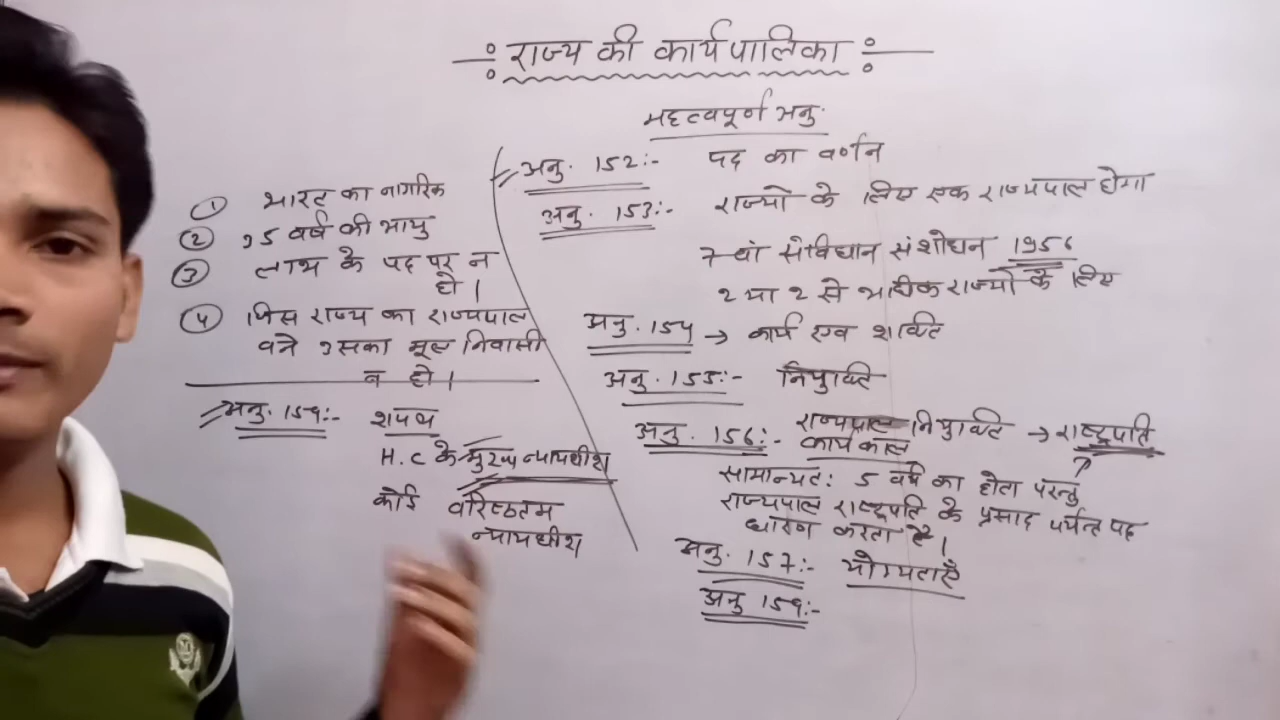 राज्य की कार्यपालिका
महत्वपूर्ण अनु.
अनु. 152:- पद का वर्णन
अनु. 153:- राज्यो के लिए एक राज्यपाल होगा
7 वां संविधान संशोधन 1956
2 या 2 से अधिक राज्यों के लिए
अनु. 154 → कार्य एव शक्ति
अनु. 155:- नियुक्ति
राज्यपाल नियुक्ति → राष्ट्रपति
अनु. 156:- कार्यकाल
सामान्यत: 5 वर्ष का होता परन्तु
राज्यपाल राष्ट्रपति के प्रसाद पर्यन्त पद
धारण करता है।
अनु. 157:- योग्यताएँ
अनु 159:-
① भारत का नागरिक
② 35 वर्ष की आयु
③ लाभ के पद पर न
हो।
④ जिस राज्य का राज्यपाल
बने उसका मूल निवासी
न हो।
अनु. 159:- शपथ
H.C के मुख्य न्यायधीश
कोई वरिष्ठतम
न्यायधीश